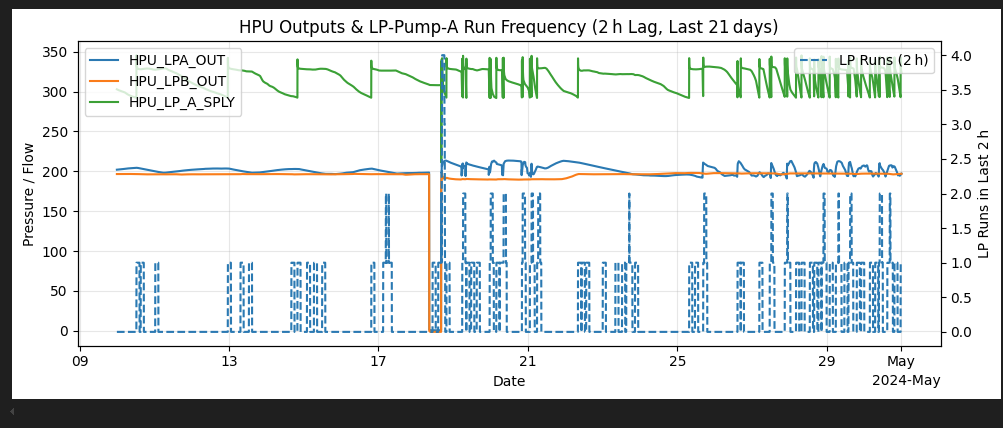 HPU Outputs & LP-Pump-A Run Frequency (2 h Lag, Last 21 days)
HPU_LPA_OUT
HPU_LPB_OUT
HPU_LP_A_SPLY
LP Runs (2 h)
Pressure / Flow
350
300
250
200
150
100
50
0
LP Runs in Last 2 h
4.0
3.5
3.0
2.5
2.0
1.5
1.0
0.5
0.0
09 13 17 21 25 29 May
Date
2024-May